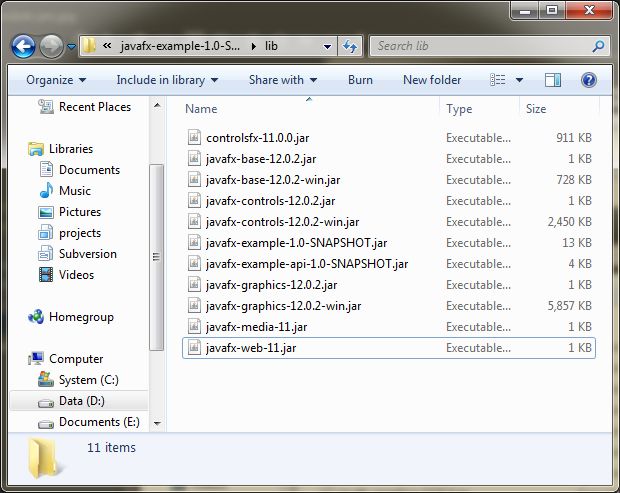 « javafx-example-1.0-S... ▸ lib
Search lib
Organize Include in library Share with Burn New folder
Recent Places
Libraries
Documents
Music
Pictures
projects
Subversion
Videos
Homegroup
Computer
System (C:)
Data (D:)
Documents (E:)
Name Type Size
controlsfx-11.0.0.jar Executable... 911 KB
javafx-base-12.0.2.jar Executable... 1 KB
javafx-base-12.0.2-win.jar Executable... 728 KB
javafx-controls-12.0.2.jar Executable... 1 KB
javafx-controls-12.0.2-win.jar Executable... 2,450 KB
javafx-example-1.0-SNAPSHOT.jar Executable... 13 KB
javafx-example-api-1.0-SNAPSHOT.jar Executable... 4 KB
javafx-graphics-12.0.2.jar Executable... 1 KB
javafx-graphics-12.0.2-win.jar Executable... 5,857 KB
javafx-media-11.jar Executable... 1 KB
javafx-web-11.jar Executable... 1 KB
11 items